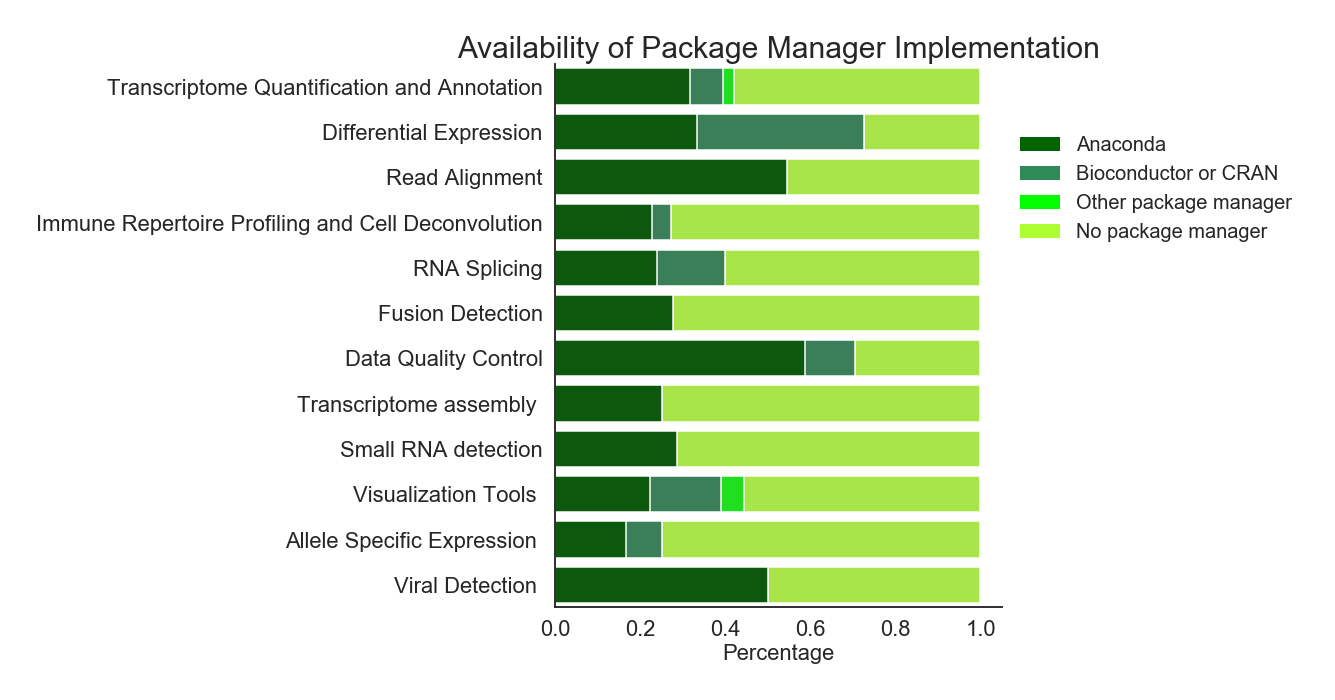 Availability of Package Manager Implementation
Transcriptome Quantification and Annotation
Differential Expression
Read Alignment
Immune Repertoire Profiling and Cell Deconvolution
RNA Splicing
Fusion Detection
Data Quality Control
Transcriptome assembly
Small RNA detection
Visualization Tools
Allele Specific Expression
Viral Detection
0.0 0.2 0.4 0.6 0.8 1.0
Percentage
Anaconda
Bioconductor or CRAN
Other package manager
No package manager